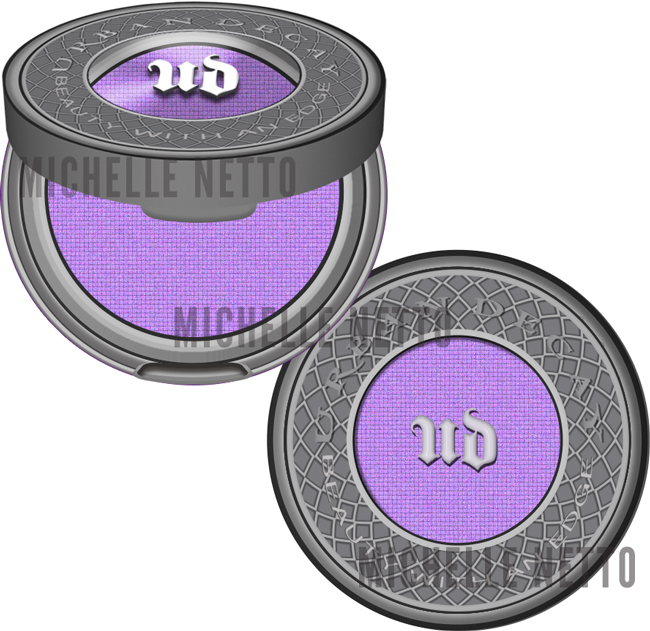 URBAN DECAY
ud
BEAUTY WITH AN EDGE
MICHELLE NETTO
MICHELLE NETTO
URBAN DECAY
ud
BEAUTY WITH AN EDGE
MICHELLE NETTO